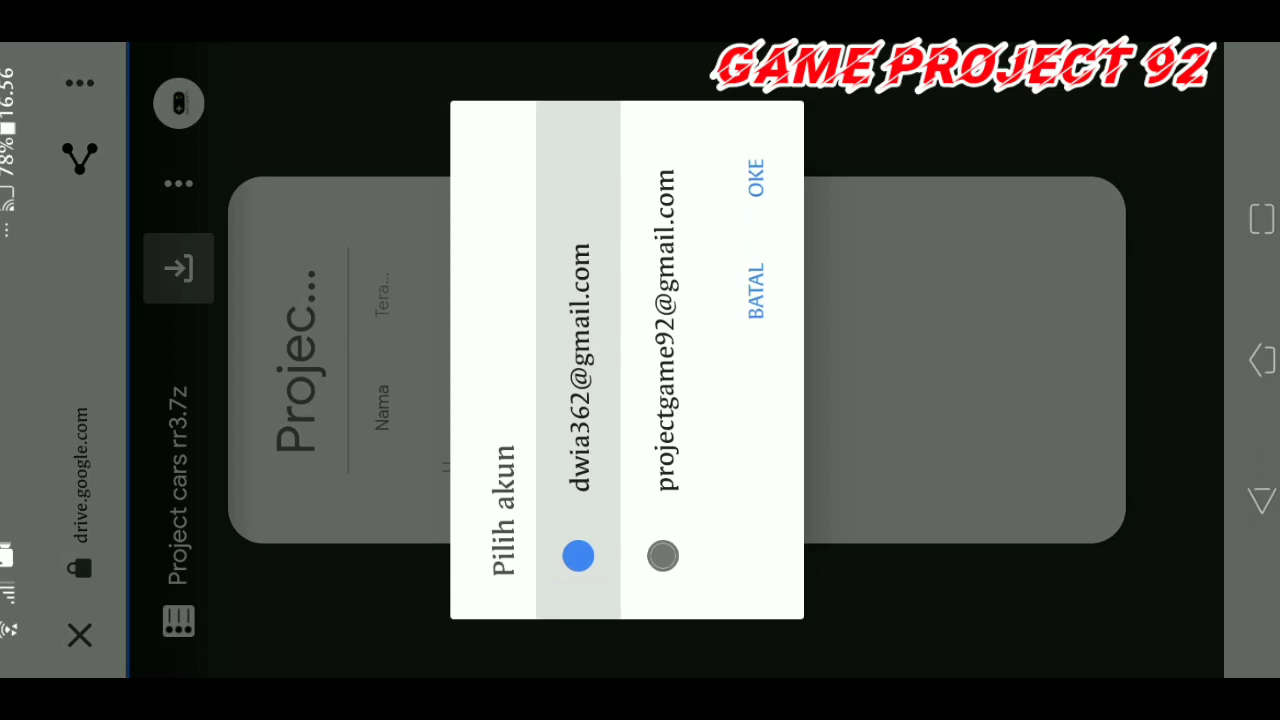 GAME PROJECT 92
78% 16.56
drive.google.com
Project cars rr3.7z
Projec...
Nama
Tera...
Pilih akun
dwia362@gmail.com
projectgame92@gmail.com
BATAL
OKE